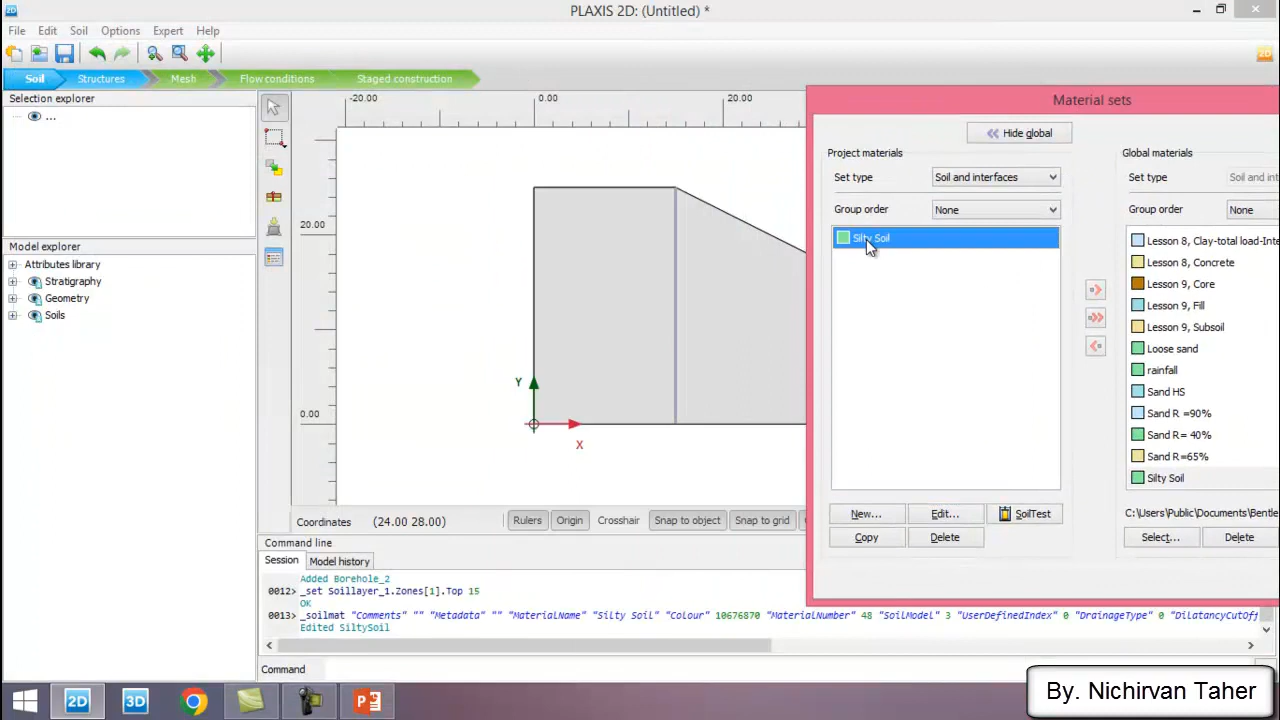 PLAXIS 2D: (Untitled) *
File Edit Soil Options Expert Help
Soil Structures Mesh Flow conditions Staged construction
Selection explorer
...
Model explorer
Attributes library
Stratigraphy
Geometry
Soils
-20.00 0.00 20.00
20.00
0.00
Y
X
Coordinates (24.00 28.00) Rulers Origin Crosshair Snap to object Snap to grid
Command line
Session Model history
Added Borehole_2
0012> _set Soillayer_1.Zones[1].Top 15
OK
0013> _soilmat "Comments" "" "Metadata" "" "MaterialName" "Silty Soil" "Colour" 10676870 "MaterialNumber" 48 "SoilModel" 3 "UserDefinedIndex" 0 "DrainageType" 0 "DilatancyCutOff
Edited SiltySoil
Command
Material sets
Hide global
Project materials
Set type Soil and interfaces
Group order None
Silty Soil
New... Edit... SoilTest
Copy Delete
Global materials
Set type Soil and int
Group order None
Lesson 8, Clay-total load-Inte
Lesson 8, Concrete
Lesson 9, Core
Lesson 9, Fill
Lesson 9, Subsoil
Loose sand
rainfall
Sand HS
Sand R =90%
Sand R= 40%
Sand R=65%
Silty Soil
C:\Users\Public\Documents\Bentle
Select... Delete
2D 3D
By. Nichirvan Taher